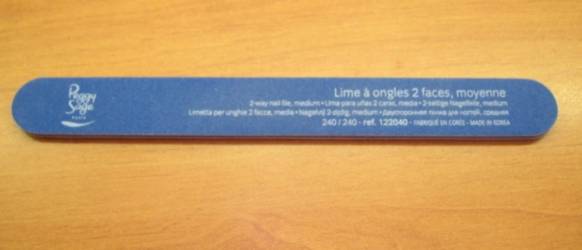 Peggy
Sage
PARIS
Lime à ongles 2 faces, moyenne
2-way nail file, medium • Lima para uñas 2 caras, media • 2-seitige Nagelfeile, medium
Limetta per unghie 2 facce, media • Nagelvijl 2-zijdig, medium • Двусторонняя пилка для ногтей, средняя
240 / 240 - ref. 122040 - FABRIQUÉ EN CORÉE - MADE IN KOREA